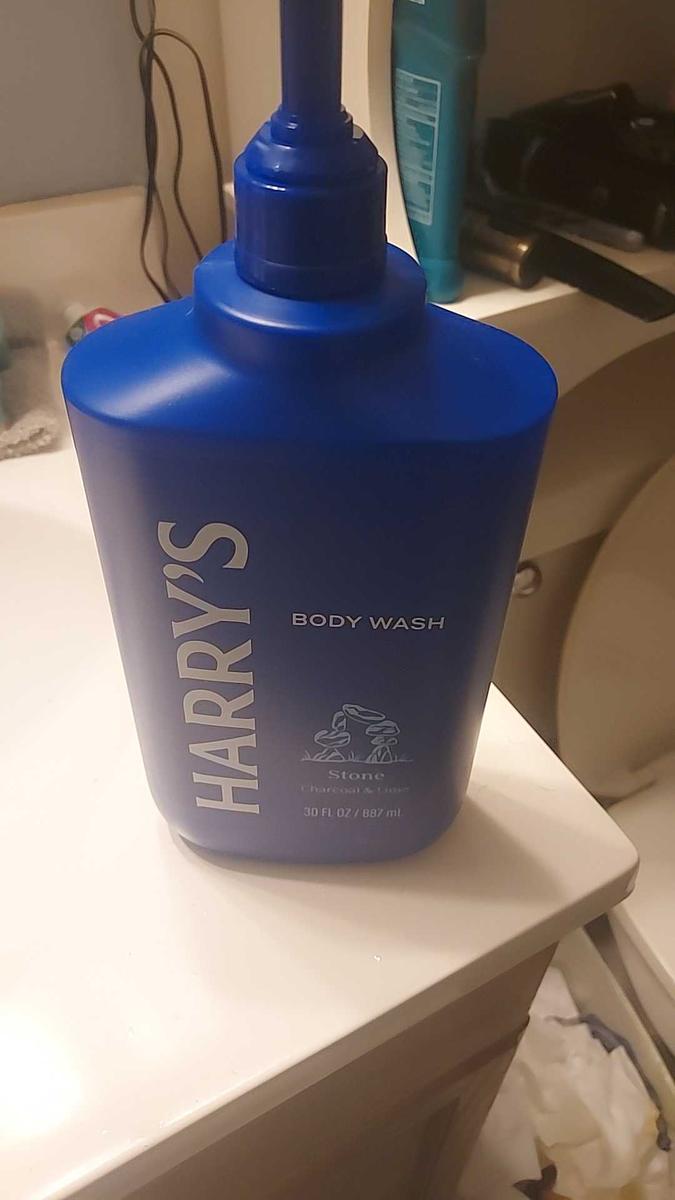 HARRY'S
BODY WASH
Stone
Charcoal & Lime
30 FL OZ / 887 mL